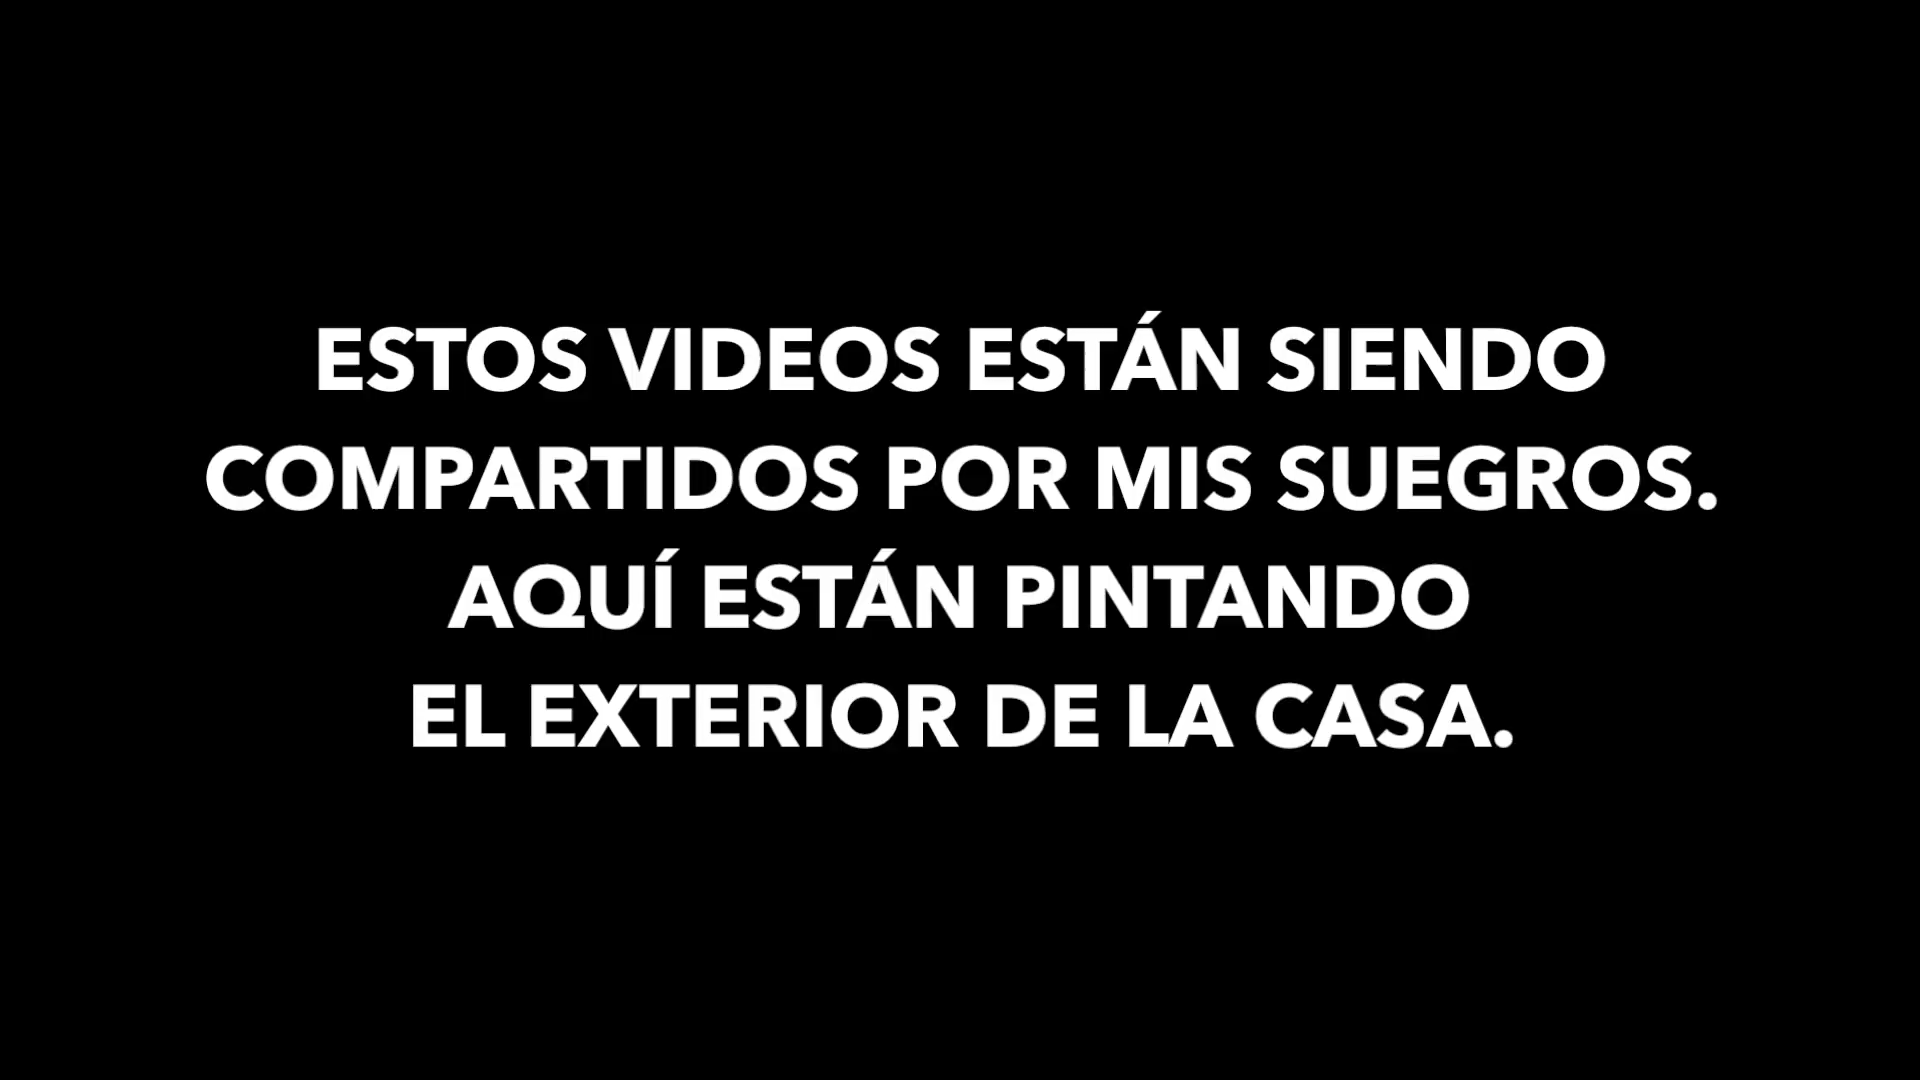 ESTOS VIDEOS ESTÁN SIENDO
COMPARTIDOS POR MIS SUEGROS.
AQUÍ ESTÁN PINTANDO
EL EXTERIOR DE LA CASA.